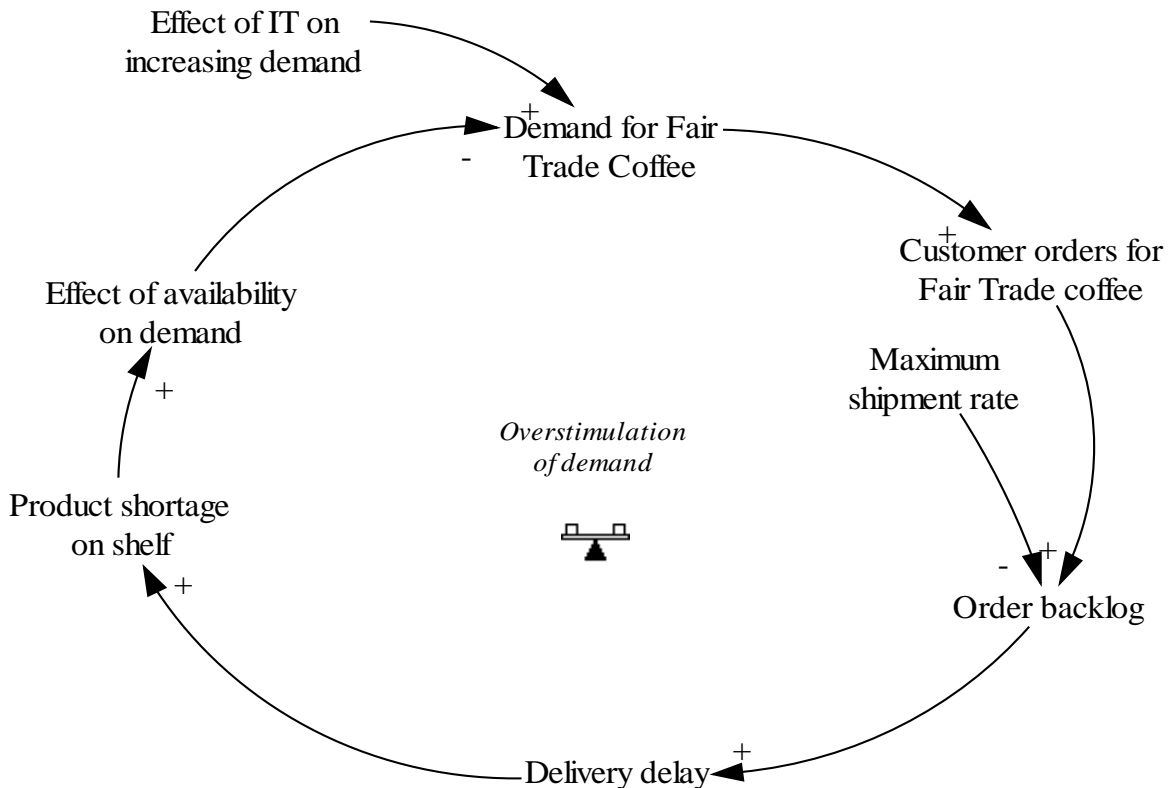 Effect of IT on
increasing demand
+
Demand for Fair
Trade Coffee
-
+
Customer orders for
Fair Trade coffee
Effect of availability
on demand
Maximum
shipment rate
+
Overstimulation
of demand
Product shortage
on shelf
+
-
+
Order backlog
+
Delivery delay